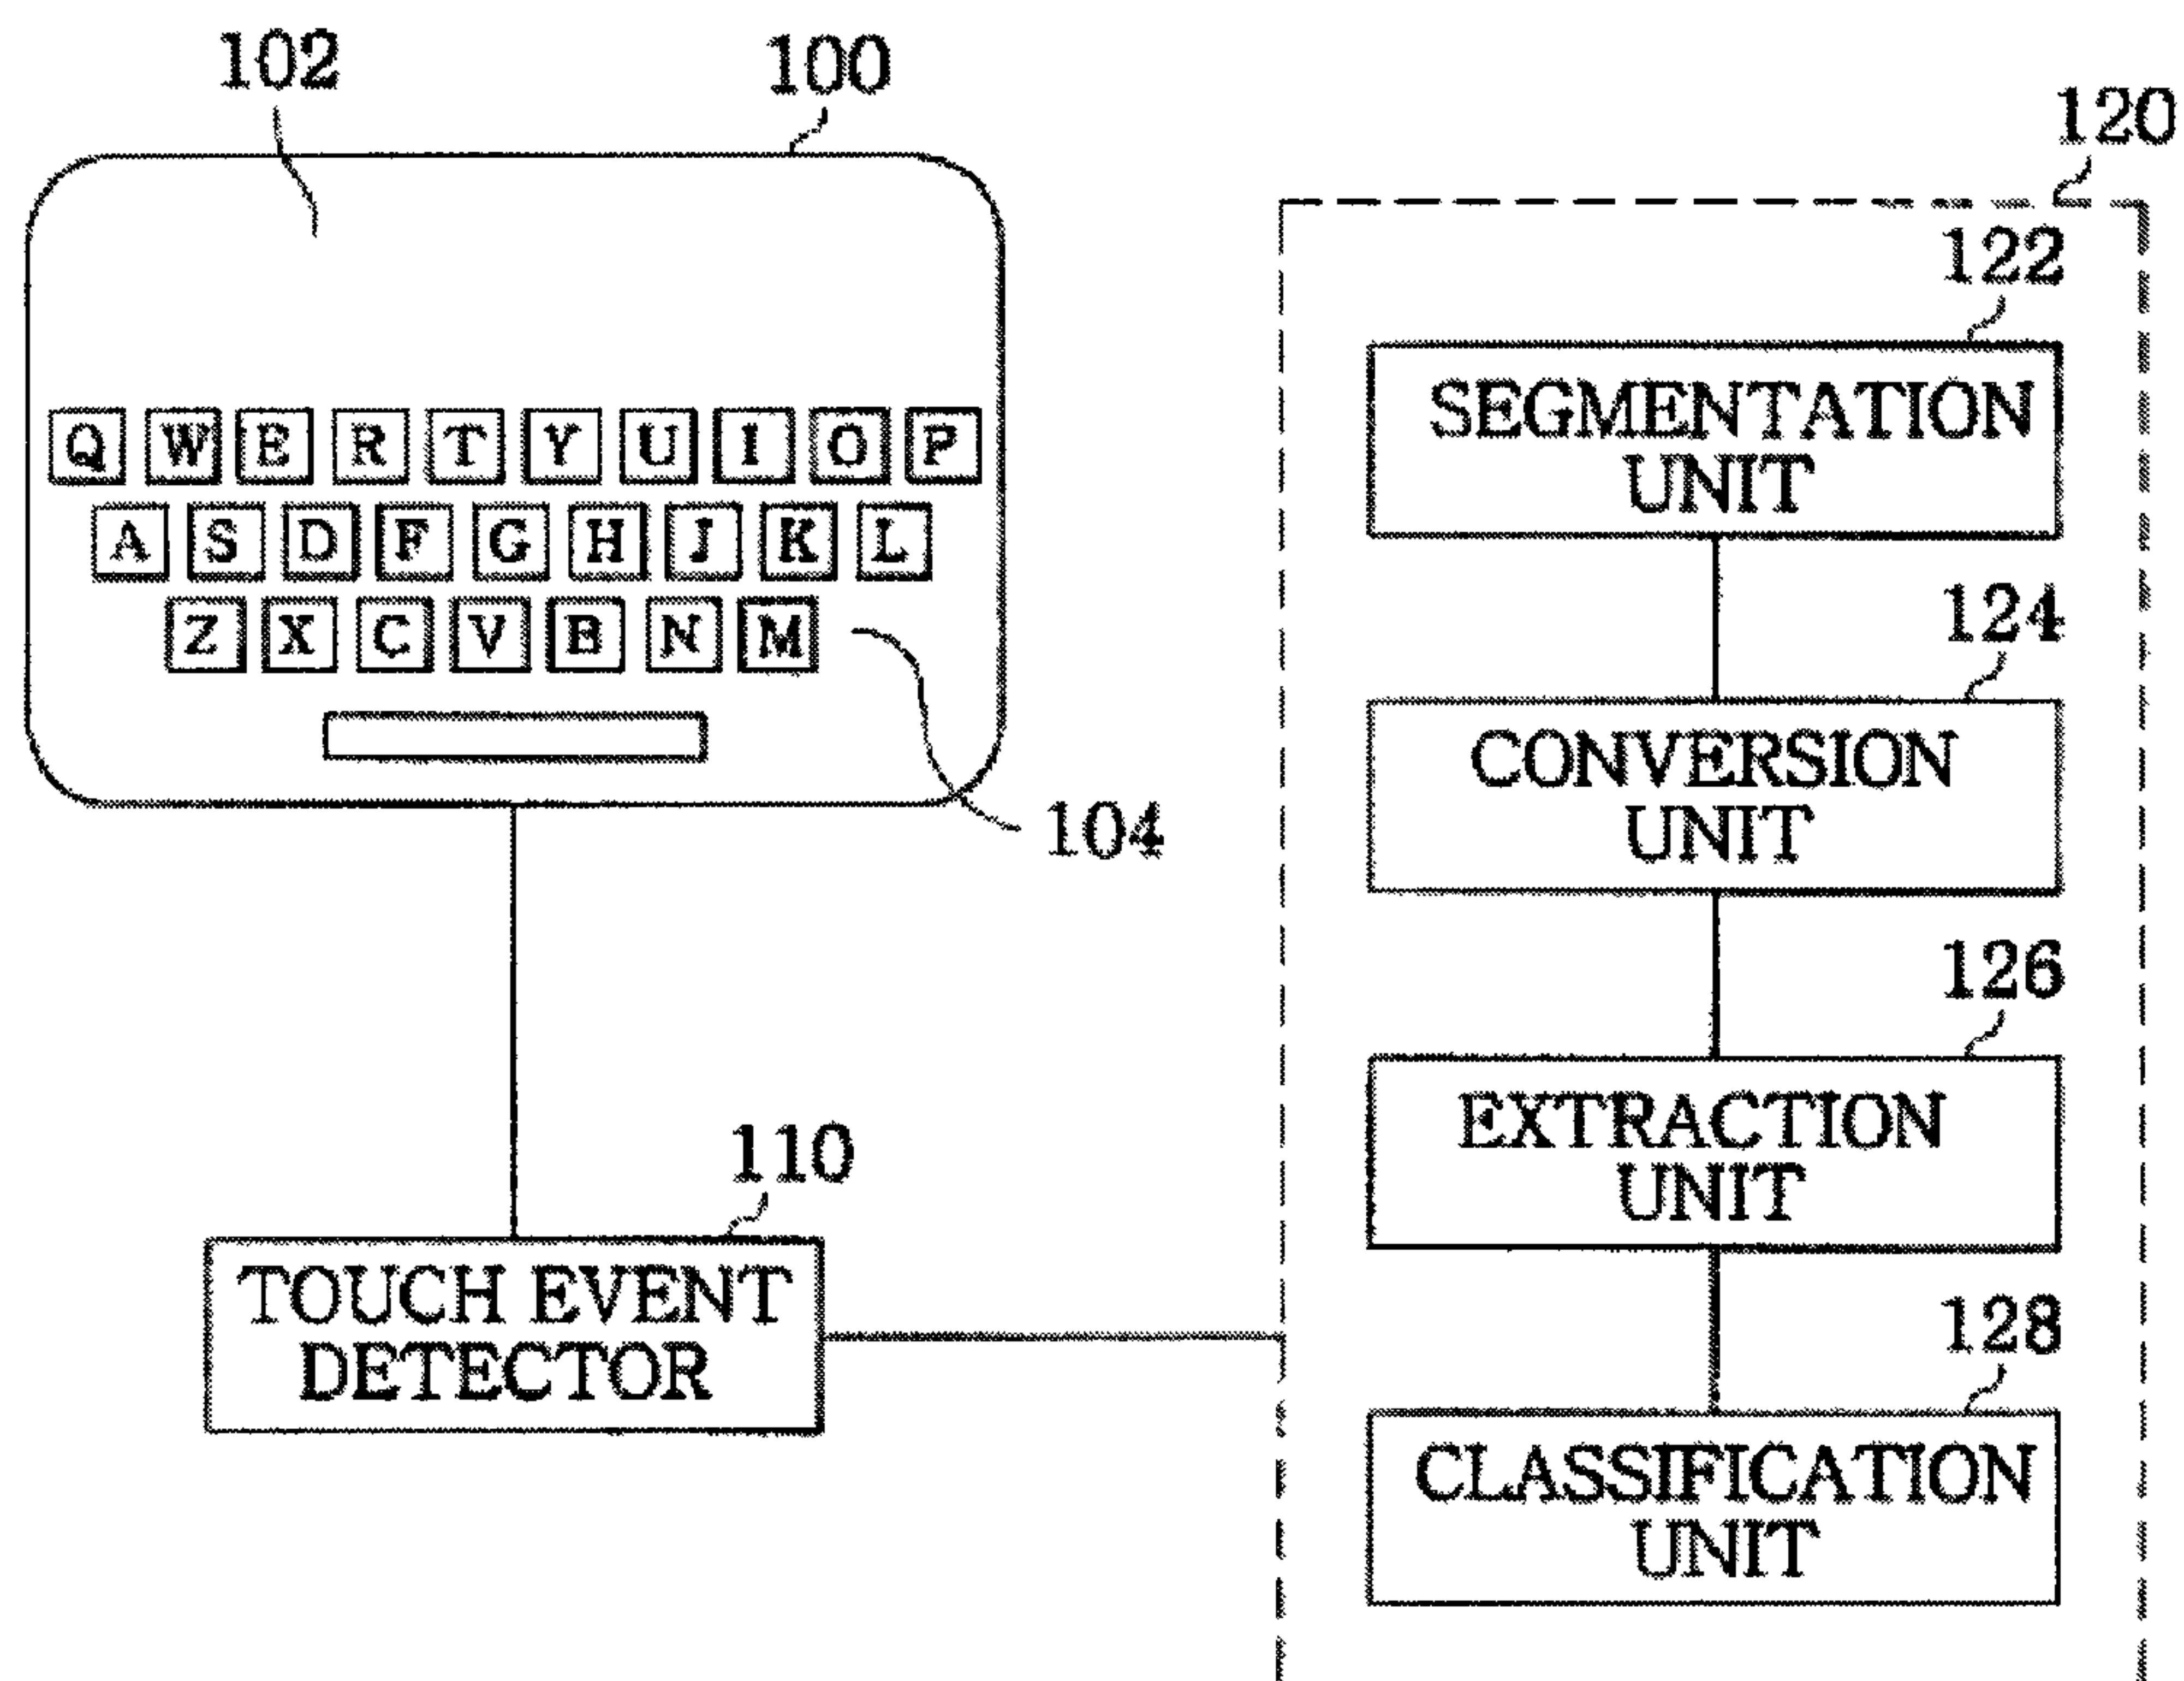 102
100
120
122
Q W E R T Y U I O P
A S D F G H J K L
Z X C V B N M
104
SEGMENTATION
UNIT
124
CONVERSION
UNIT
126
EXTRACTION
UNIT
110
TOUCH EVENT
DETECTOR
128
CLASSIFICATION
UNIT